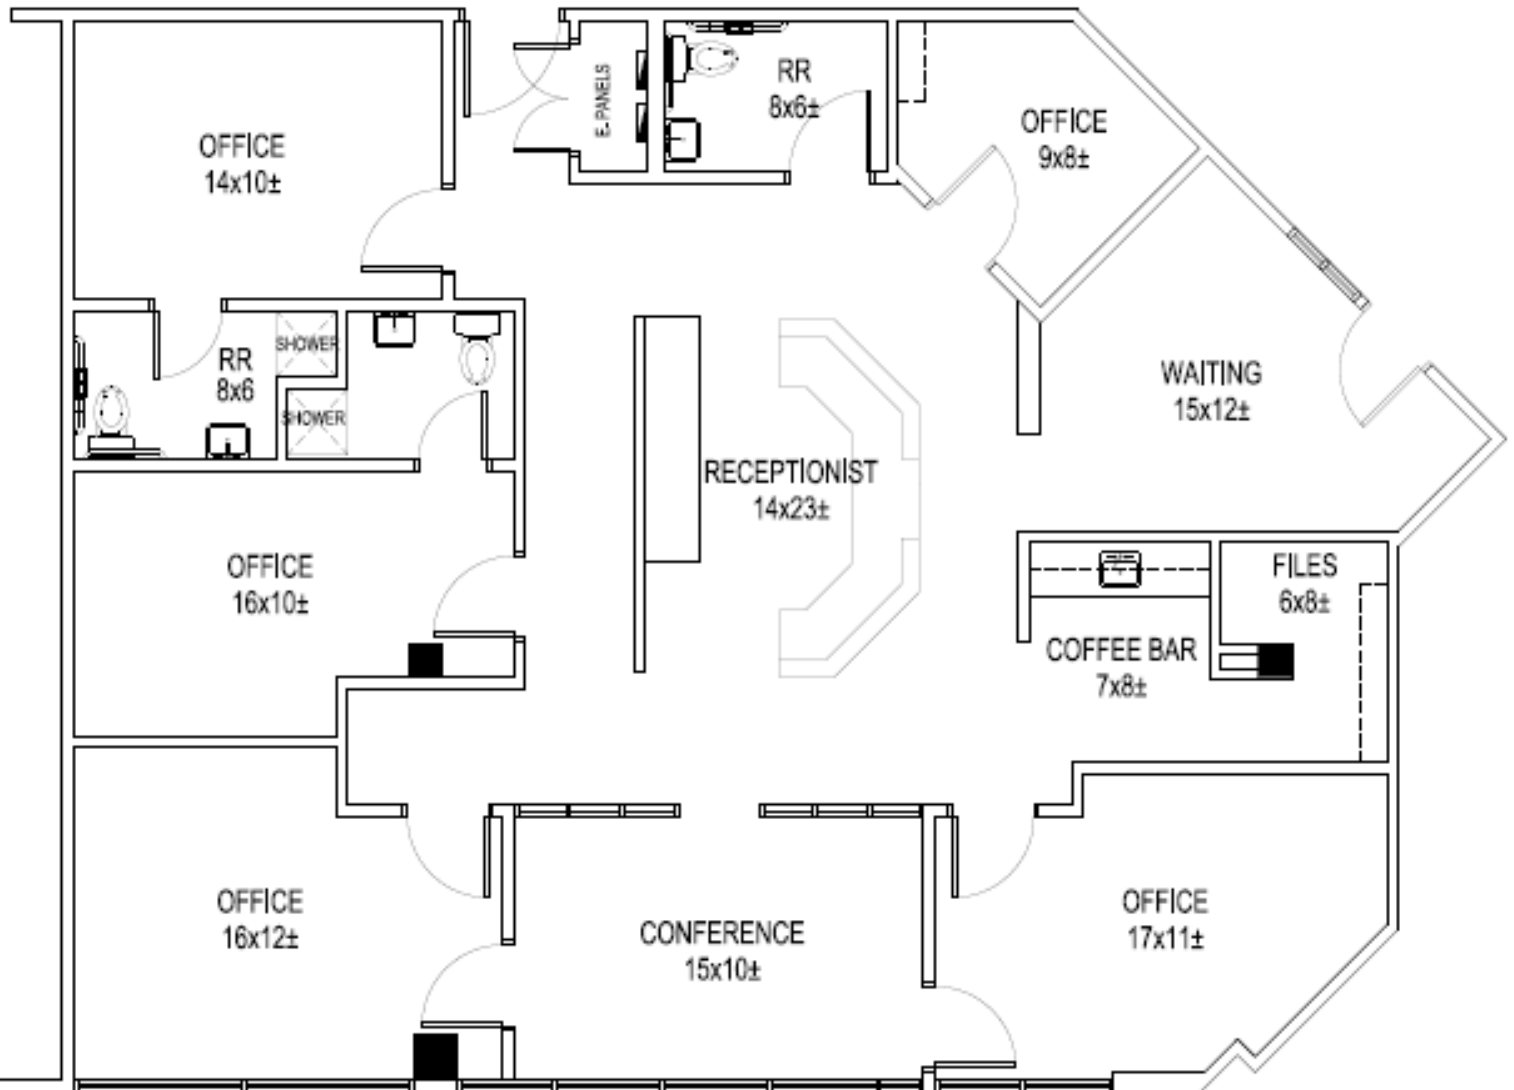 E-PANELS
RR
8x6±
OFFICE
9x8±
OFFICE
14x10±
SHOWER
RR
8x6
SHOWER
WAITING
15x12±
RECEPTIONIST
14x23±
OFFICE
16x10±
FILES
6x8±
COFFEE BAR
7x8±
OFFICE
16x12±
CONFERENCE
15x10±
OFFICE
17x11±